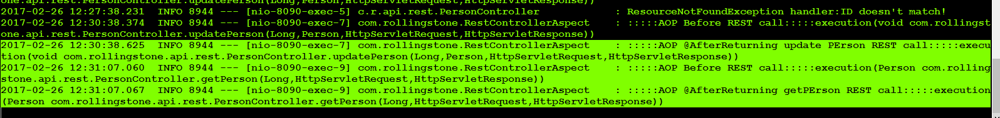 one.api.rest.PersonController.updatePerson(Long,Person,HttpServletRequest,HttpServletResponse))
2017-02-26 12:27:38.231  INFO 8944 --- [nio-8090-exec-5] c.r.api.rest.PersonController            : ResourceNotFoundException handler:ID doesn't match!
2017-02-26 12:30:38.374  INFO 8944 --- [nio-8090-exec-7] com.rollingstone.RestControllerAspect    : :::::AOP Before REST call:::::execution(void com.rollingst
one.api.rest.PersonController.updatePerson(Long,Person,HttpServletRequest,HttpServletResponse))
2017-02-26 12:30:38.625  INFO 8944 --- [nio-8090-exec-7] com.rollingstone.RestControllerAspect    : :::::AOP @AfterReturning update PErson REST call:::::execu
tion(void com.rollingstone.api.rest.PersonController.updatePerson(Long,Person,HttpServletRequest,HttpServletResponse))
2017-02-26 12:31:07.060  INFO 8944 --- [nio-8090-exec-9] com.rollingstone.RestControllerAspect    : :::::AOP Before REST call:::::execution(Person com.rolling
stone.api.rest.PersonController.getPerson(Long,HttpServletRequest,HttpServletResponse))
2017-02-26 12:31:07.067  INFO 8944 --- [nio-8090-exec-9] com.rollingstone.RestControllerAspect    : :::::AOP @AfterReturning getPErson REST call:::::execution
(Person com.rollingstone.api.rest.PersonController.getPerson(Long,HttpServletRequest,HttpServletResponse))